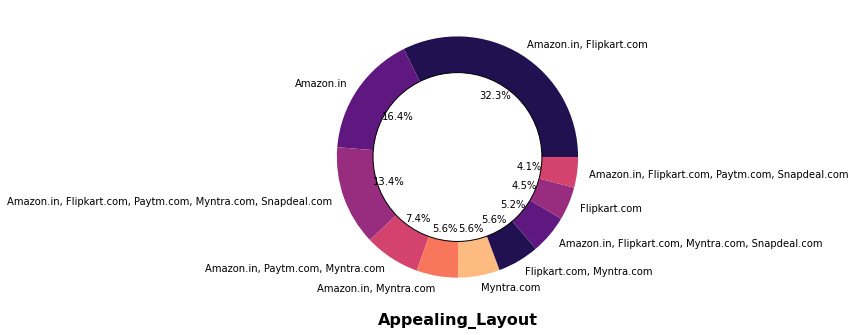 Amazon.in, Flipkart.com
Amazon.in
32.3%
16.4%
4.1%
Amazon.in, Flipkart.com, Paytm.com, Snapdeal.com
13.4%
4.5%
Amazon.in, Flipkart.com, Paytm.com, Myntra.com, Snapdeal.com
5.2%
Flipkart.com
7.4%
5.6%
5.6%
5.6%
Amazon.in, Flipkart.com, Myntra.com, Snapdeal.com
Amazon.in, Paytm.com, Myntra.com
Flipkart.com, Myntra.com
Amazon.in, Myntra.com
Myntra.com
Appealing_Layout